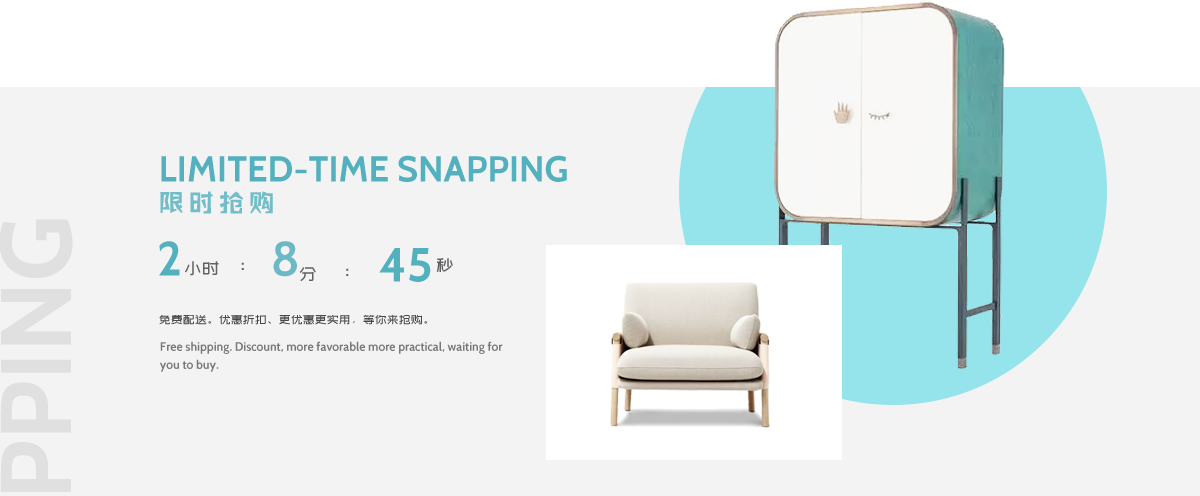 LIMITED-TIME SNAPPING
限时抢购
2小时 : 8分 : 45秒
免费配送。优惠折扣、更优惠更实用,等你来抢购。
Free shipping. Discount, more favorable more practical, waiting for
you to buy.
PPING